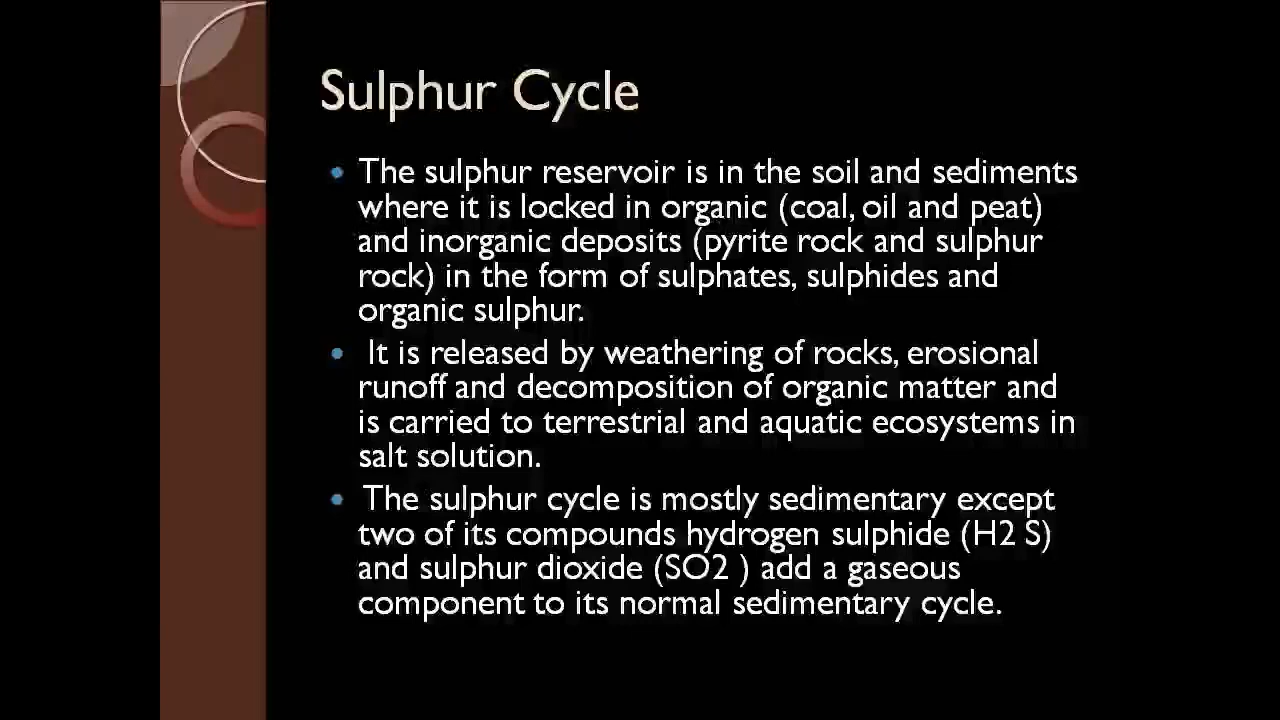 Sulphur Cycle
• The sulphur reservoir is in the soil and sediments
where it is locked in organic (coal, oil and peat)
and inorganic deposits (pyrite rock and sulphur
rock) in the form of sulphates, sulphides and
organic sulphur.
• It is released by weathering of rocks, erosional
runoff and decomposition of organic matter and
is carried to terrestrial and aquatic ecosystems in
salt solution.
• The sulphur cycle is mostly sedimentary except
two of its compounds hydrogen sulphide (H2 S)
and sulphur dioxide (SO2 ) add a gaseous
component to its normal sedimentary cycle.